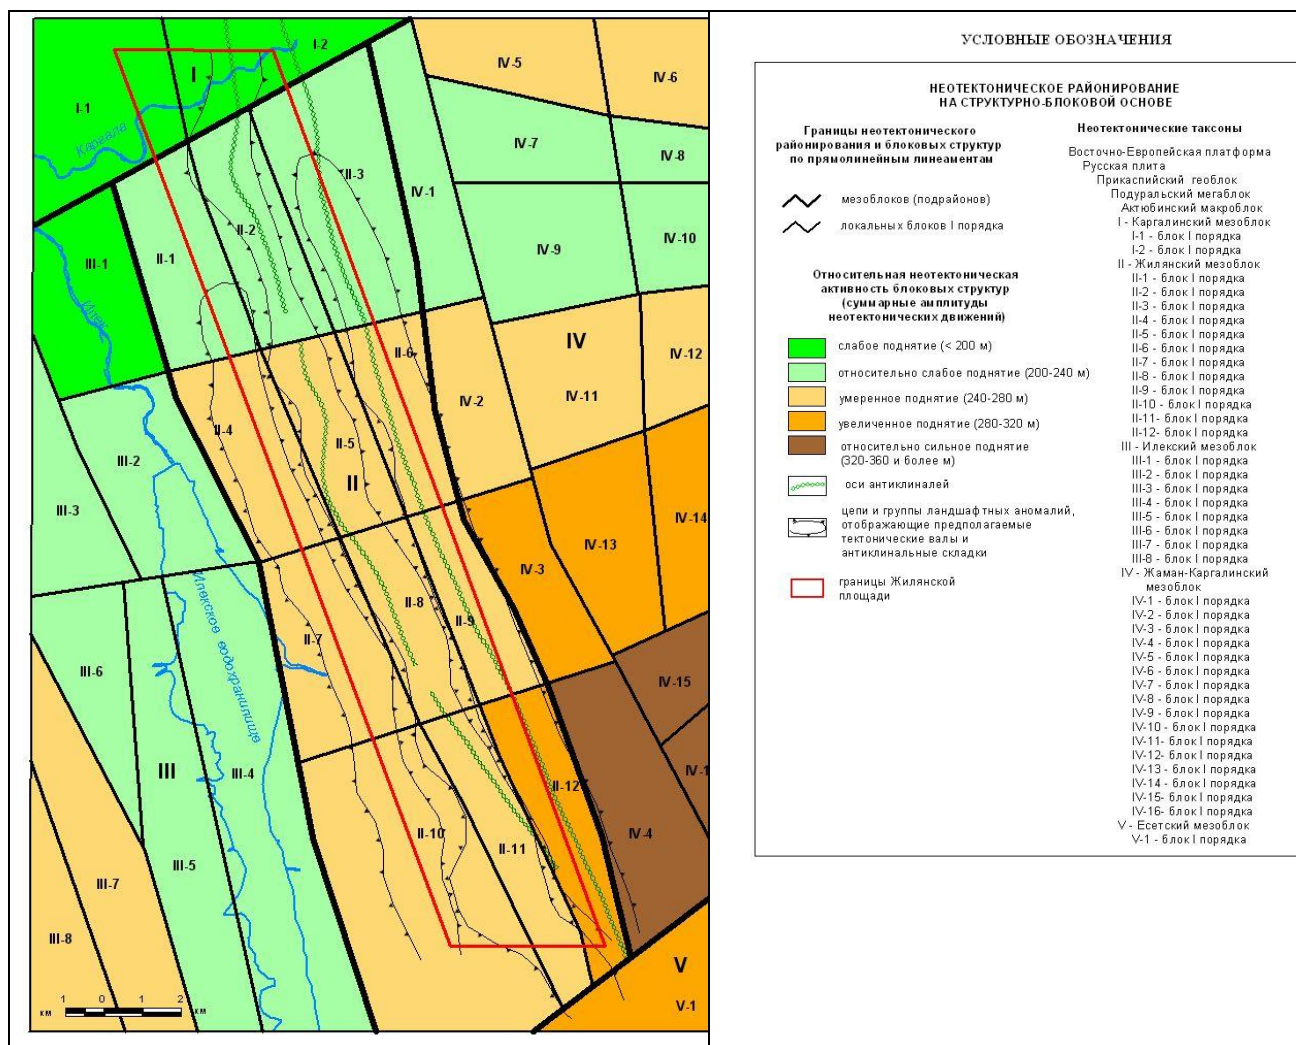 I-2
I
I-1
Каргала
IV-5
IV-6
IV-7
IV-8
II-3
IV-1
II-2
II-1
IV-9
IV-10
III-1
Илек
IV
II-6
IV-12
IV-2
IV-11
II-4
II-5
III-2
II
III-3
IV-14
IV-13
IV-3
II-8
II-9
II-7
Илекское водохранилище
III-6
IV-15
III
III-4
IV-1
II-12
II-10
IV-4
II-11
III-5
III-7
III-8
V
V-1
1 0 1 2
км км
УСЛОВНЫЕ ОБОЗНАЧЕНИЯ
НЕОТЕКТОНИЧЕСКОЕ РАЙОНИРОВАНИЕ
НА СТРУКТУРНО-БЛОКОВОЙ ОСНОВЕ
Границы неотектонического
районирования и блоковых структур
по прямолинейным линеаментам
мезоблоков (подрайонов)
локальных блоков I порядка
Относительная неотектоническая
активность блоковых структур
(суммарные амплитуды
неотектонических движений)
слабое поднятие (< 200 м)
относительно слабое поднятие (200-240 м)
умеренное поднятие (240-280 м)
увеличенное поднятие (280-320 м)
относительно сильное поднятие
(320-360 и более м)
оси антиклиналей
цепи и группы ландшафтных аномалий,
отображающие предполагаемые
тектонические валы и
антиклинальные складки
границы Жилянской
площади
Неотектонические таксоны
Восточно-Европейская платформа
Русская плита
Прикаспийский геоблок
Подуральский мегаблок
Актюбинский макроблок
I - Каргалинский мезоблок
I-1 - блок I порядка
I-2 - блок I порядка
II - Жилянский мезоблок
II-1 - блок I порядка
II-2 - блок I порядка
II-3 - блок I порядка
II-4 - блок I порядка
II-5 - блок I порядка
II-6 - блок I порядка
II-7 - блок I порядка
II-8 - блок I порядка
II-9 - блок I порядка
II-10 - блок I порядка
II-11- блок I порядка
II-12- блок I порядка
III - Илекский мезоблок
III-1 - блок I порядка
III-2 - блок I порядка
III-3 - блок I порядка
III-4 - блок I порядка
III-5 - блок I порядка
III-6 - блок I порядка
III-7 - блок I порядка
III-8 - блок I порядка
IV - Жаман-Каргалинский
мезоблок
IV-1 - блок I порядка
IV-2 - блок I порядка
IV-3 - блок I порядка
IV-4 - блок I порядка
IV-5 - блок I порядка
IV-6 - блок I порядка
IV-7 - блок I порядка
IV-8 - блок I порядка
IV-9 - блок I порядка
IV-10 - блок I порядка
IV-11- блок I порядка
IV-12- блок I порядка
IV-13 - блок I порядка
IV-14 - блок I порядка
IV-15- блок I порядка
IV-16- блок I порядка
V - Есетский мезоблок
V-1 - блок I порядка